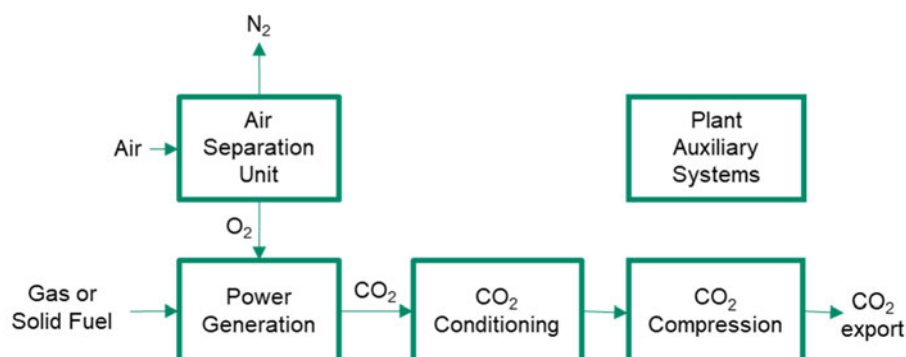 N₂
Air
Air
Separation
Unit
Plant
Auxiliary
Systems
O₂
Gas or
Solid Fuel
Power
Generation
CO₂
CO₂
Conditioning
CO₂
Compression
CO₂
export